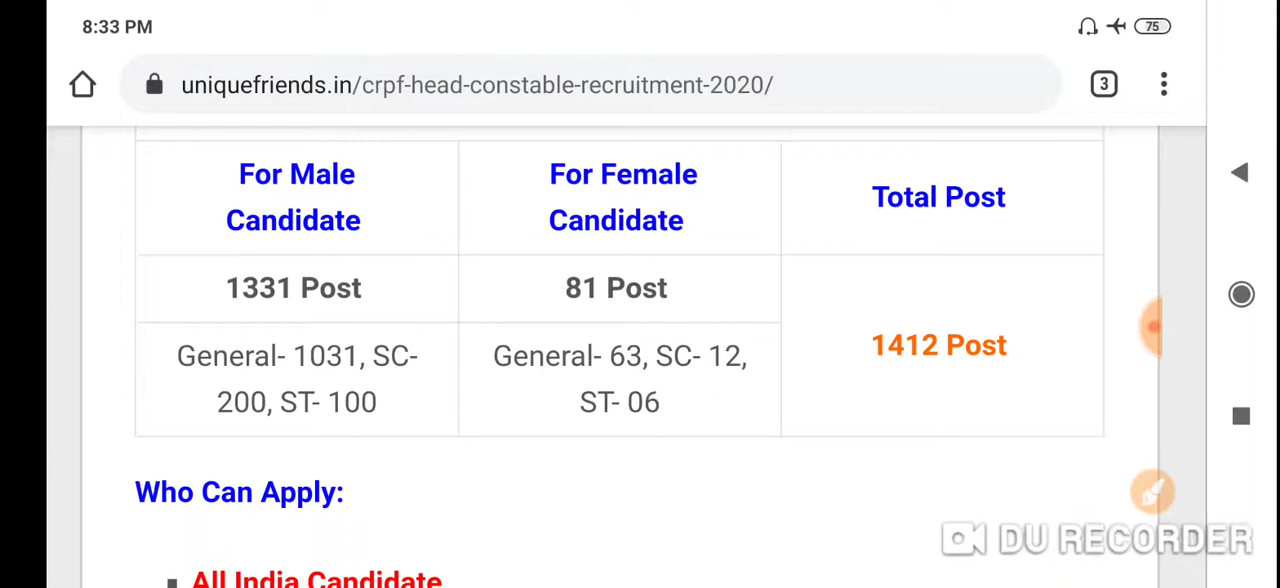 8:33 PM
75
uniquefriends.in/crpf-head-constable-recruitment-2020/
3
For Male
Candidate
For Female
Candidate
Total Post
1331 Post
81 Post
1412 Post
General- 1031, SC-
200, ST- 100
General- 63, SC- 12,
ST- 06
Who Can Apply:
All India Candidate
DU RECORDER